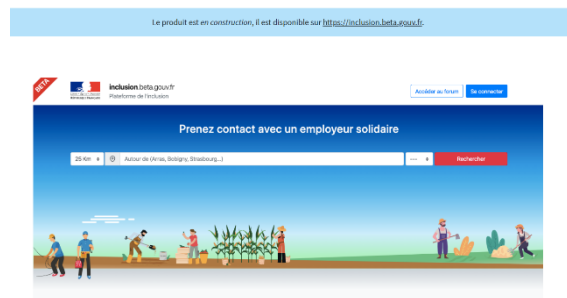 Le produit est en construction, il est disponible sur https://inclusion.beta.gouv.fr.
BETA
inclusion.beta.gouv.fr
Plateforme de l'inclusion
Accéder au forum
Se connecter
Prenez contact avec un employeur solidaire
25 Km
Autour de (Arras, Bobigny, Strasbourg...)
---
Rechercher